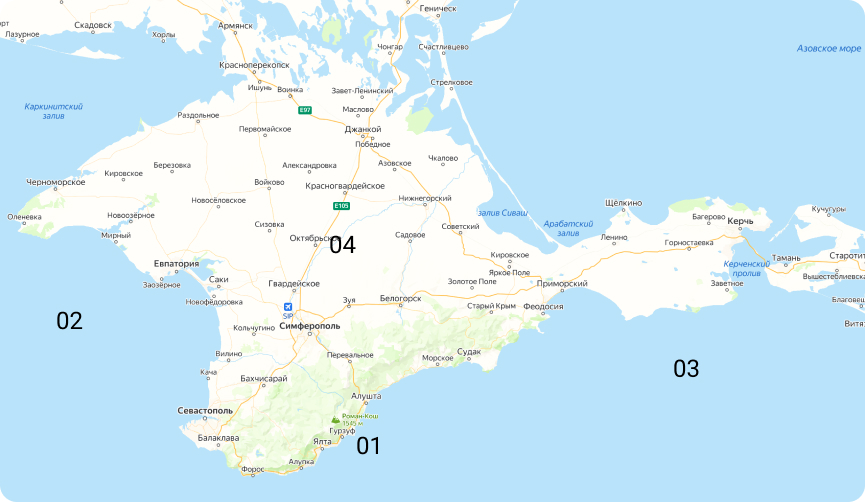 Геническ
Скадовск
Армянск
Лазурное
Хорлы
Чонгар
Счастливцево
Азовское море
Красноперекопск
Стрелковое
Ишунь
Воинка
Завет-Ленинский
Каркинитский
залив
E97
Маслово
Раздольное
Первомайское
Джанкой
Победное
Березовка
Александровка
Азовское
Чкалово
Кировское
Черноморское
Войково
Красногвардейское
Новосёловское
E105
Нижнегорский
Щёлкино
Оленевка
Новоозёрное
залив Сиваш
Багерово
Кучугуры
Мирный
Сизовка
Октябрьское
04
Садовое
Советский
Арабатский
залив
Ленино
Горностаевка
Керчь
Евпатория
Кировское
Яркое Поле
Керченский
пролив
Тамань
Старотит
Заозёрное
Саки
Гвардейское
Золотое Поле
Приморский
Заветное
Вышестеблиевска
Новофёдоровка
SIP
Зуя
Белогорск
Старый Крым
Феодосия
Благовещ
02
Кольчугино
Симферополь
Витяз
Вилино
Перевальное
Морское
Судак
Кача
Бахчисарай
03
Алушта
Севастополь
Роман-Кош
1545 м
Балаклава
Гурзуф
Ялта
01
Форос
Алупка